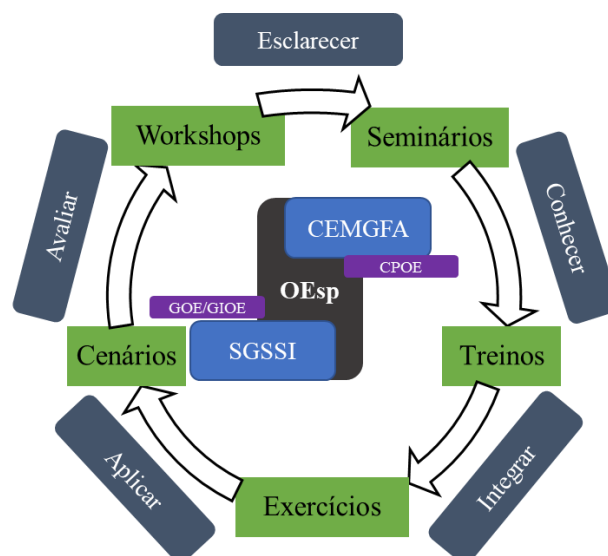 Esclarecer
Workshops
Seminários
Avaliar
Conhecer
CEMGFA
CPOE
OEsp
GOE/GIOE
SGSSI
Cenários
Treinos
Aplicar
Integrar
Exercícios